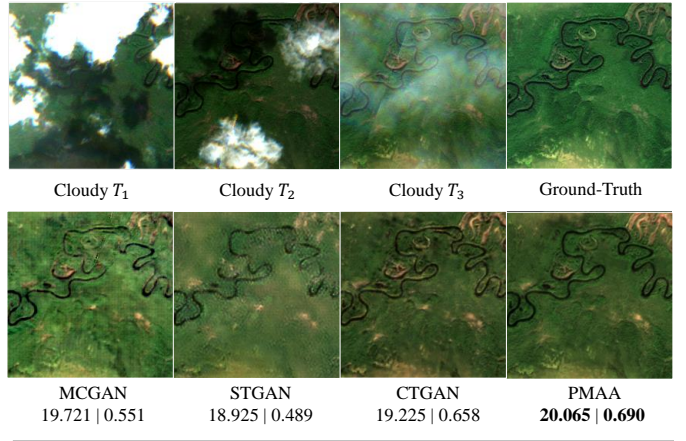 Cloudy T₁ Cloudy T₂ Cloudy T₃ Ground-Truth
MCGAN STGAN CTGAN PMAA
19.721 | 0.551 18.925 | 0.489 19.225 | 0.658 20.065 | 0.690